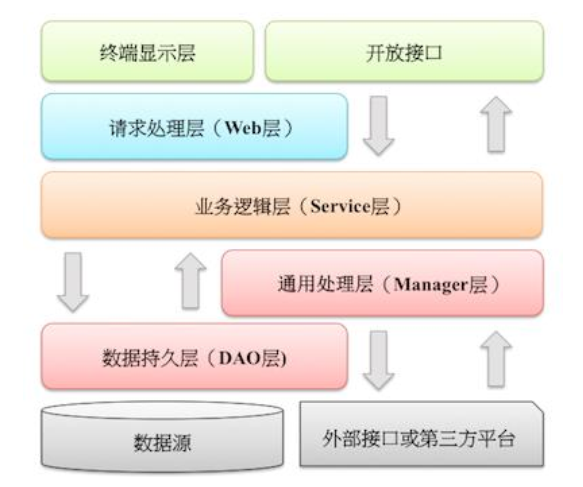 终端显示层
开放接口
请求处理层（Web层）
业务逻辑层（Service层）
通用处理层（Manager层）
数据持久层（DAO层)
数据源
外部接口或第三方平台